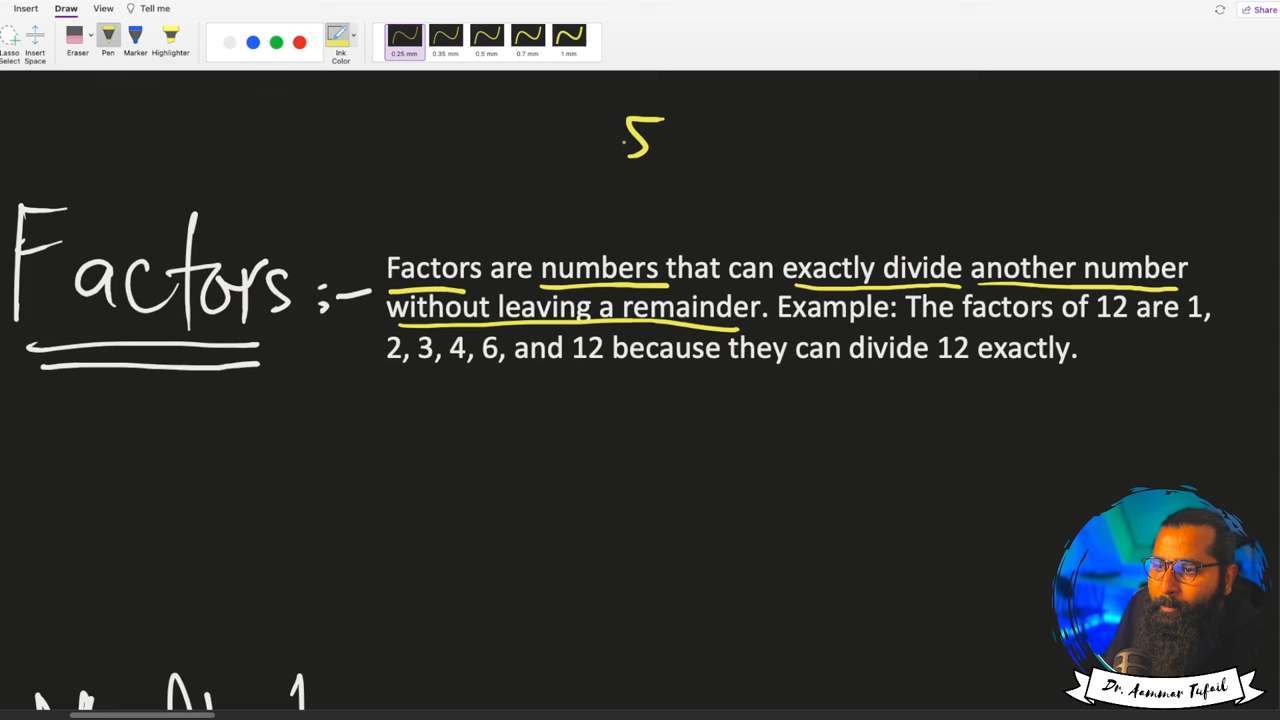 Insert Draw View Tell me
Share
Lasso Select
Insert Space
Eraser
Pen
Marker
Highlighter
Ink Color
0.25 mm
0.35 mm
0.5 mm
0.7 mm
1 mm
5
Factors :-
Factors are numbers that can exactly divide another number
without leaving a remainder. Example: The factors of 12 are 1,
2, 3, 4, 6, and 12 because they can divide 12 exactly.
Dr. Aammar Tufail